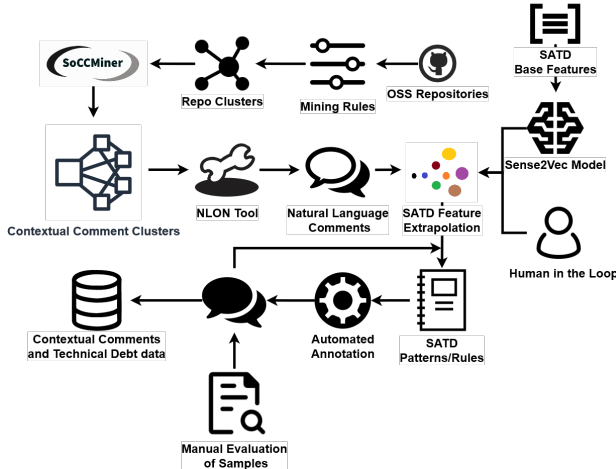 SoCCMiner
Repo Clusters
Mining Rules
OSS Repositories
SATD
Base Features
Sense2Vec Model
Contextual Comment Clusters
NLON Tool
Natural Language
Comments
SATD Feature
Extrapolation
Human in the Loop
Contextual Comments
and Technical Debt data
Automated
Annotation
SATD
Patterns/Rules
Manual Evaluation
of Samples